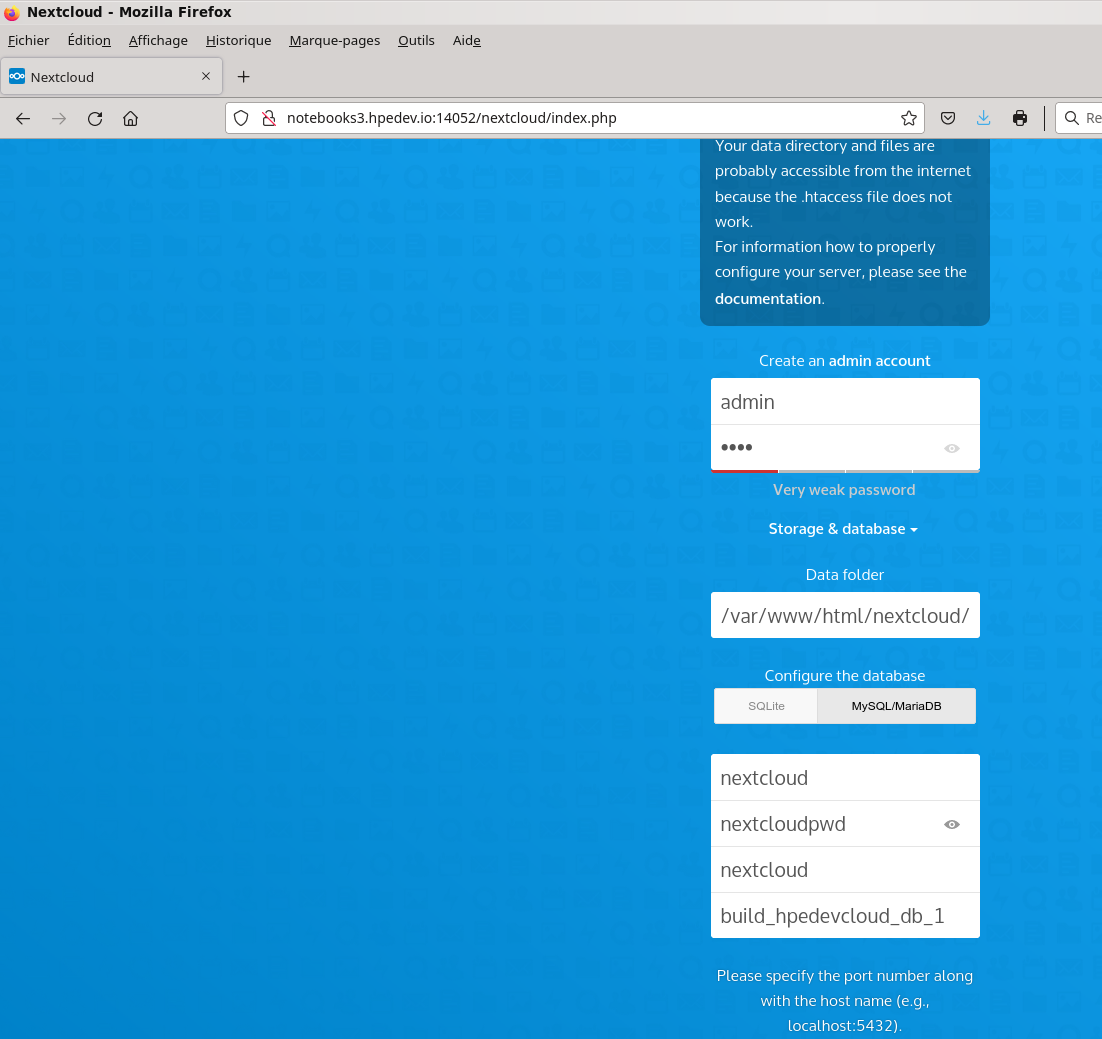 Nextcloud - Mozilla Firefox
Fichier Édition Affichage Historique Marque-pages Outils Aide
Nextcloud × +
notebooks3.hpedev.io:14052/nextcloud/index.php Re
Your data directory and files are
probably accessible from the internet
because the .htaccess file does not
work.
For information how to properly
configure your server, please see the
documentation.
Create an admin account
admin
••••
Very weak password
Storage & database
Data folder
/var/www/html/nextcloud/
Configure the database
SQLite MySQL/MariaDB
nextcloud
nextcloudpwd
nextcloud
build_hpedevcloud_db_1
Please specify the port number along
with the host name (e.g.,
localhost:5432).